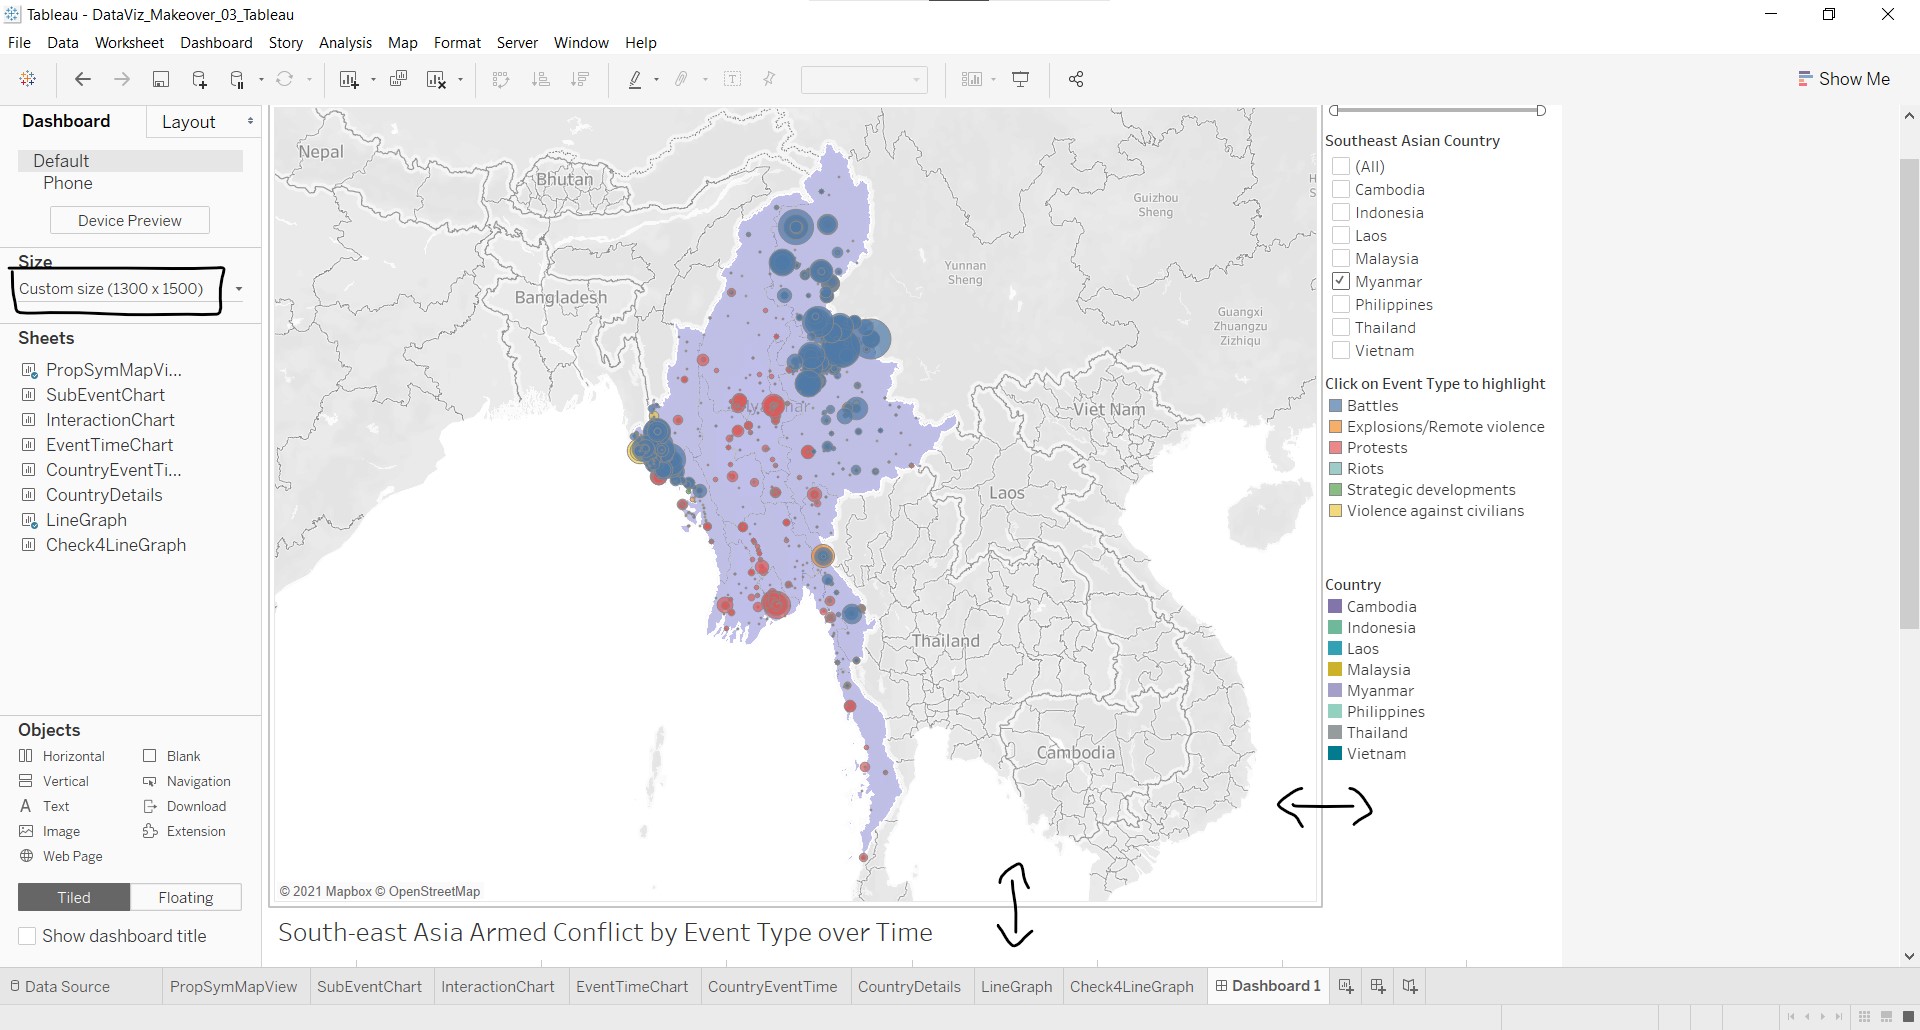 Tableau - DataViz_Makeover_03_Tableau
File Data Worksheet Dashboard Story Analysis Map Format Server Window Help
Show Me
Dashboard
Layout
Default
Phone
Device Preview
Size
Custom size (1300 x 1500)
Sheets
PropSymMapVi...
SubEventChart
InteractionChart
EventTimeChart
CountryEventTi...
CountryDetails
LineGraph
Check4LineGraph
Objects
Horizontal
Blank
Vertical
Navigation
Text
Download
Image
Extension
Web Page
Tiled
Floating
Show dashboard title
Nepal
Bhutan
Guizhou
Sheng
Yunnan
Sheng
Bangladesh
Guangxi
Zhuangzu
Zizhiqu
Viet Nam
Laos
Thailand
Cambodia
© 2021 Mapbox © OpenStreetMap
Southeast Asian Country
(All)
Cambodia
Indonesia
Laos
Malaysia
Myanmar
Philippines
Thailand
Vietnam
Click on Event Type to highlight
Battles
Explosions/Remote violence
Protests
Riots
Strategic developments
Violence against civilians
Country
Cambodia
Indonesia
Laos
Malaysia
Myanmar
Philippines
Thailand
Vietnam
South-east Asia Armed Conflict by Event Type over Time
Data Source
PropSymMapView
SubEventChart
InteractionChart
EventTimeChart
CountryEventTime
CountryDetails
LineGraph
Check4LineGraph
Dashboard 1